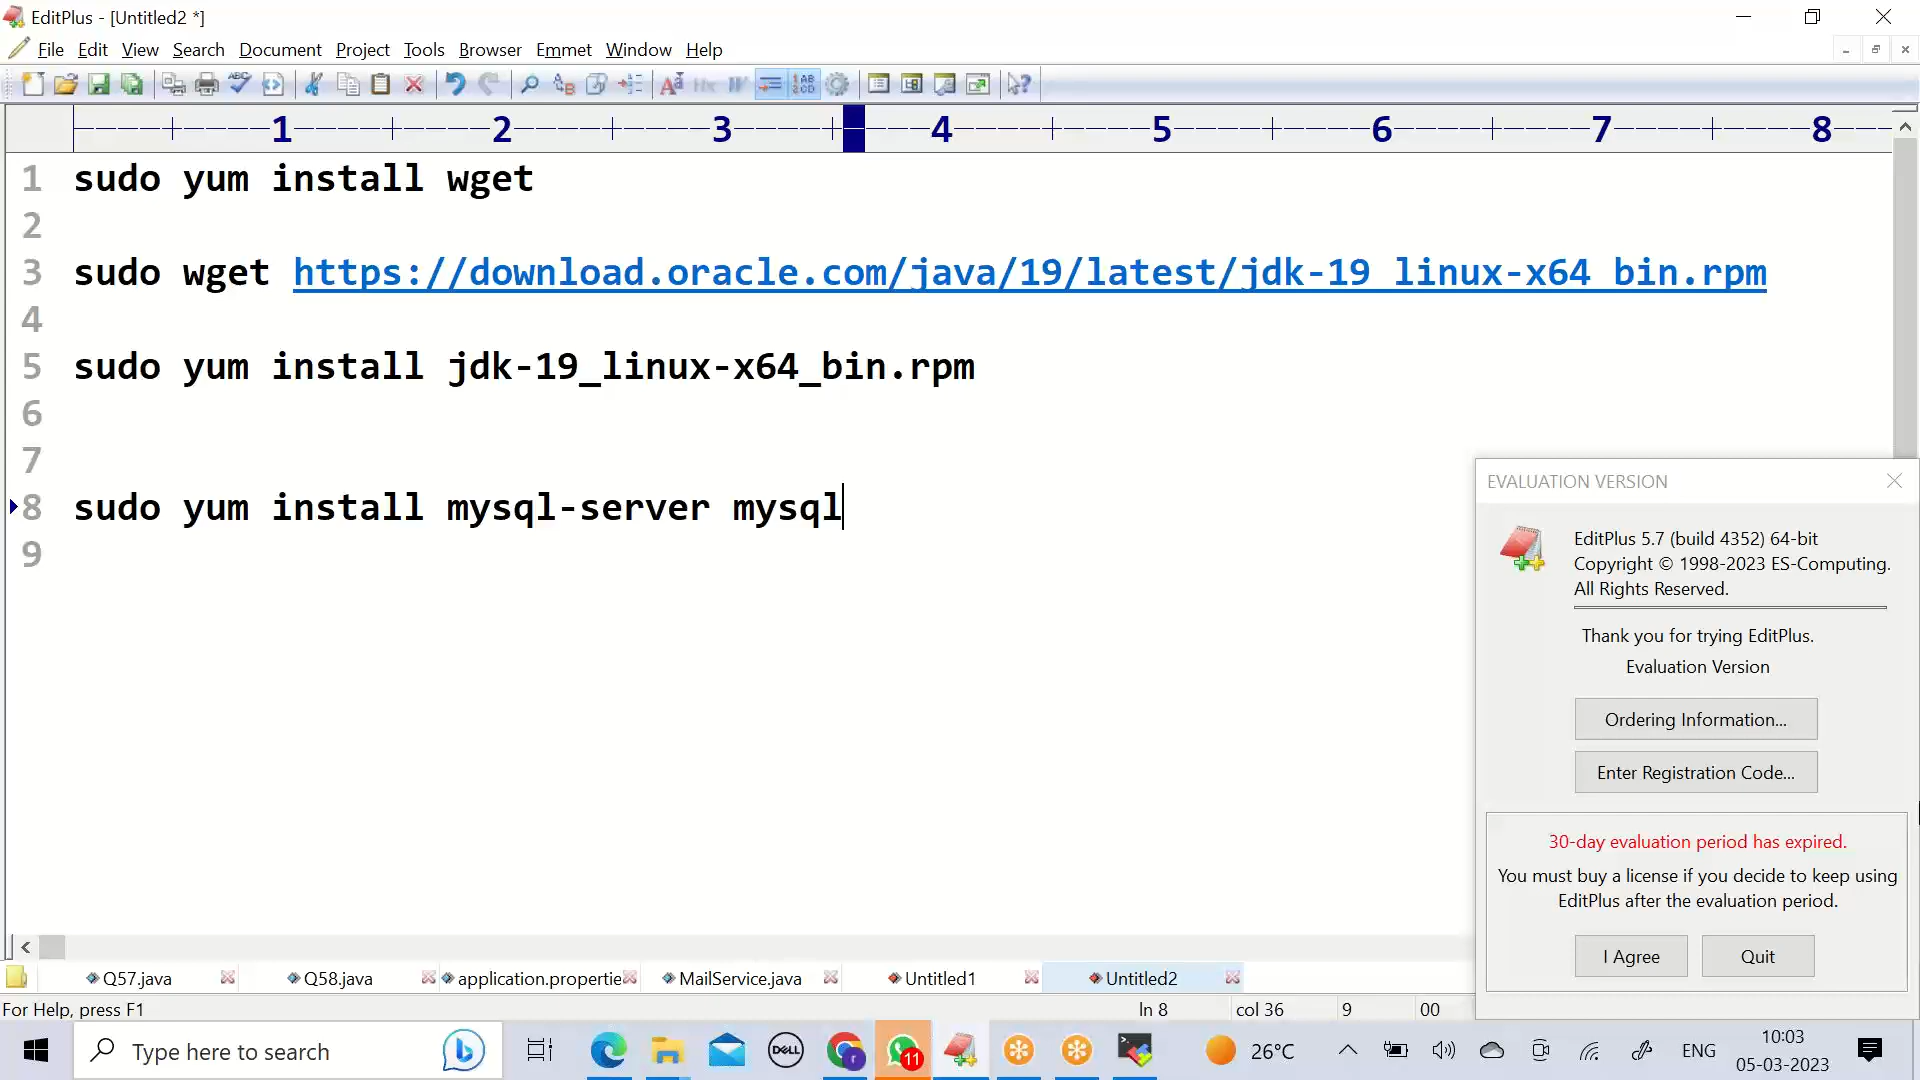 EditPlus - [Untitled2 *]
File Edit View Search Document Project Tools Browser Emmet Window Help
1 2 3 4 5 6 7 8
1 sudo yum install wget
2
3 sudo wget https://download.oracle.com/java/19/latest/jdk-19_linux-x64_bin.rpm
4
5 sudo yum install jdk-19_linux-x64_bin.rpm
6
7
8 sudo yum install mysql-server mysql
9
EVALUATION VERSION
EditPlus 5.7 (build 4352) 64-bit
Copyright © 1998-2023 ES-Computing.
All Rights Reserved.
Thank you for trying EditPlus.
Evaluation Version
Ordering Information...
Enter Registration Code...
30-day evaluation period has expired.
You must buy a license if you decide to keep using
EditPlus after the evaluation period.
I Agree Quit
Q57.java Q58.java application.propertie MailService.java Untitled1 Untitled2
For Help, press F1 ln 8 col 36 9 00
Type here to search DELL 11 26°C ENG 10:03
05-03-2023